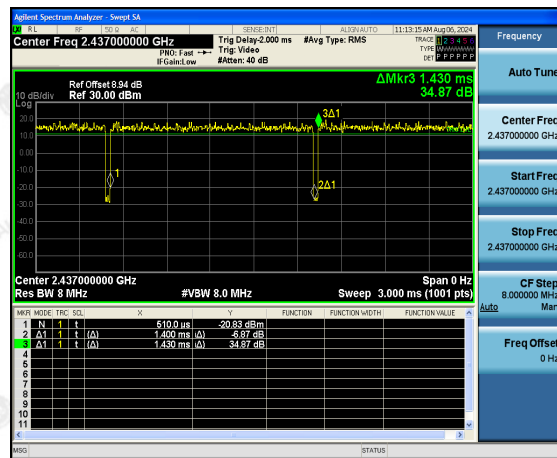 Agilent Spectrum Analyzer - Swept SA
RL RF 50 Ω AC SENSE:INT ALIGN AUTO 11:13:15 AM Aug 06, 2024
Center Freq 2.437000000 GHz
PNO: Fast
IFGain:Low
Trig Delay-2.000 ms
Trig: Video
#Atten: 40 dB
#Avg Type: RMS
TRACE 1 2 3 4 5 6
TYPE
DET P P P P P P
Ref Offset 8.94 dB
10 dB/div Ref 30.00 dBm
Log
ΔMkr3 1.430 ms
34.87 dB
20.0
10.0
0.00
-10.0
-20.0
-30.0
-40.0
-50.0
-60.0
1
2Δ1
3Δ1
Center 2.437000000 GHz Span 0 Hz
Res BW 8 MHz #VBW 8.0 MHz Sweep 3.000 ms (1001 pts)
MKR MODE TRC SCL X Y FUNCTION FUNCTION WIDTH FUNCTION VALUE
1 N 1 t 510.0 µs -20.83 dBm
2 Δ1 1 t (Δ) 1.400 ms (Δ) -6.87 dB
3 Δ1 1 t (Δ) 1.430 ms (Δ) 34.87 dB
4
5
6
7
8
9
10
11
MSG STATUS
Frequency
Auto Tune
Center Freq
2.437000000 GHz
Start Freq
2.437000000 GHz
Stop Freq
2.437000000 GHz
CF Step
8.000000 MHz
Auto Man
Freq Offset
0 Hz